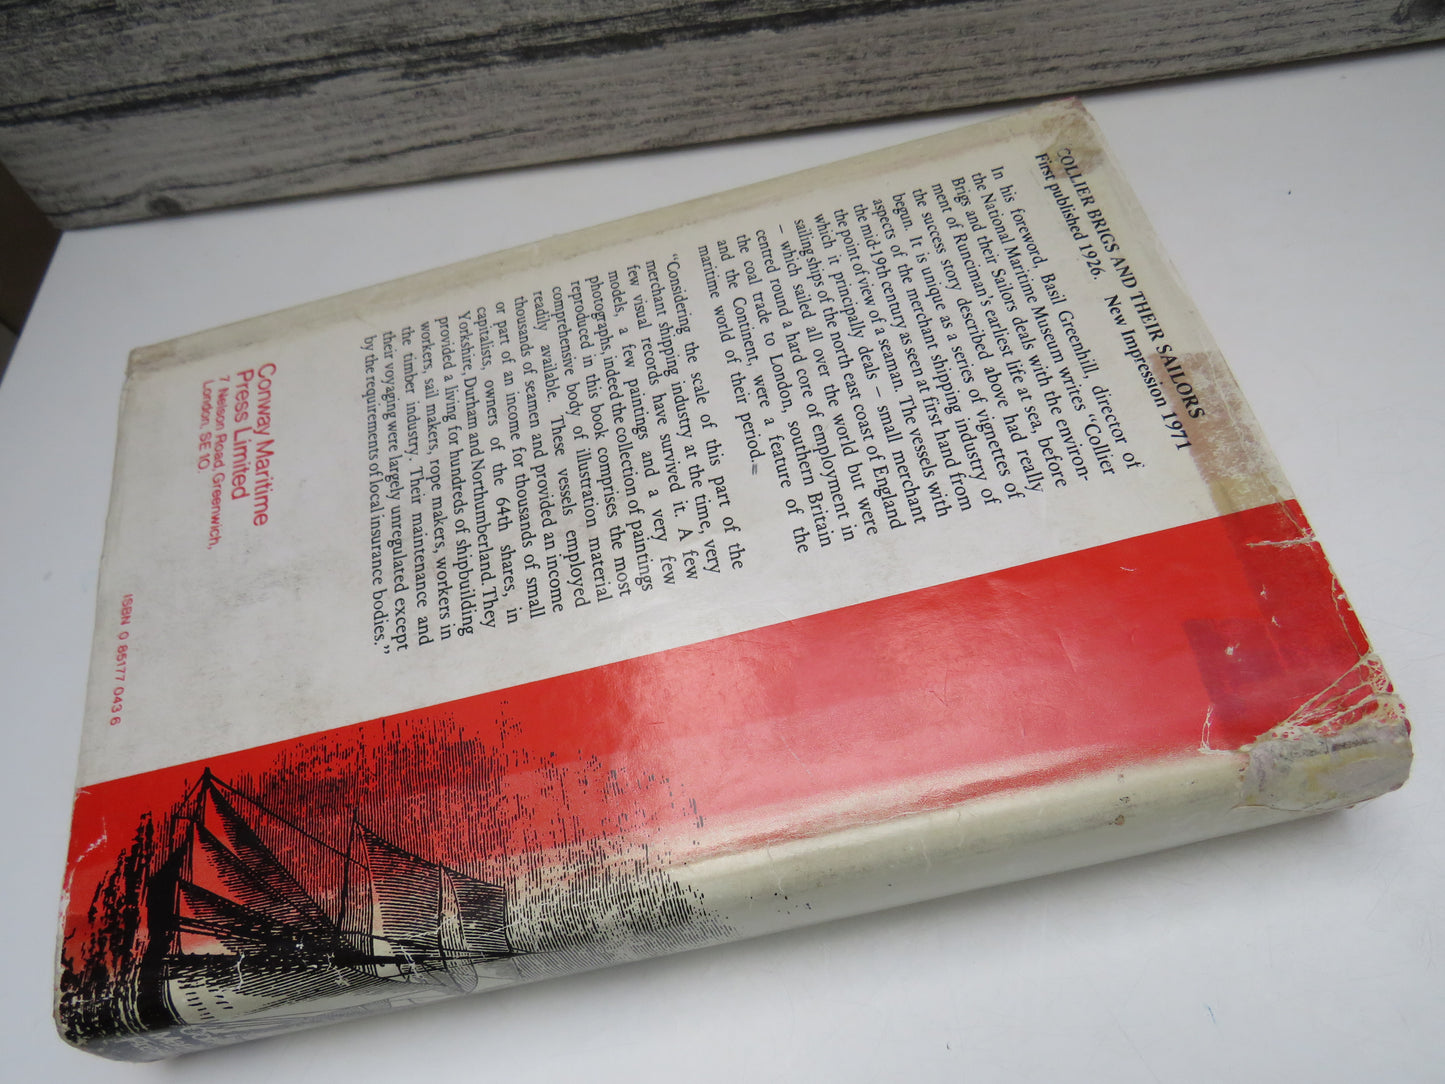 COLLIER BRIGS AND THEIR SAILORS
First published 1926. New Impression 1971
In his foreword, Basil Greenhill, director of
the National Maritime Museum writes "Collier
Brigs and their Sailors deals with the environ-
ment of Runciman's earliest life at sea, before
the success story described above had really
begun. It is unique as a series of vignettes of
aspects of the merchant shipping industry of
the mid-19th century as seen at first hand from
the point of view of a seaman. The vessels with
which it principally deals – small merchant
sailing ships of the north east coast of England
– which sailed all over the world but were
centred round a hard core of employment in
the coal trade to London, southern Britain
and the Continent, were a feature of the
maritime world of their period.
"Considering the scale of this part of the
merchant shipping industry at the time, very
few visual records have survived it. A few
models, a few paintings and a very few
photographs, indeed the collection of paintings
reproduced in this book comprises the most
comprehensive body of illustration material
readily available. These vessels employed
thousands of seamen and provided an income
or part of an income for thousands of small
capitalists, owners of the 64th shares, in
Yorkshire, Durham and Northumberland. They
provided a living for hundreds of shipbuilding
workers, sail makers, rope makers, workers in
the timber industry. Their maintenance and
their voyaging were largely unregulated except
by the requirements of local insurance bodies."
Conway Maritime
Press Limited
7 Nelson Road, Greenwich,
London, SE 10.
ISBN 0 85177 043 6